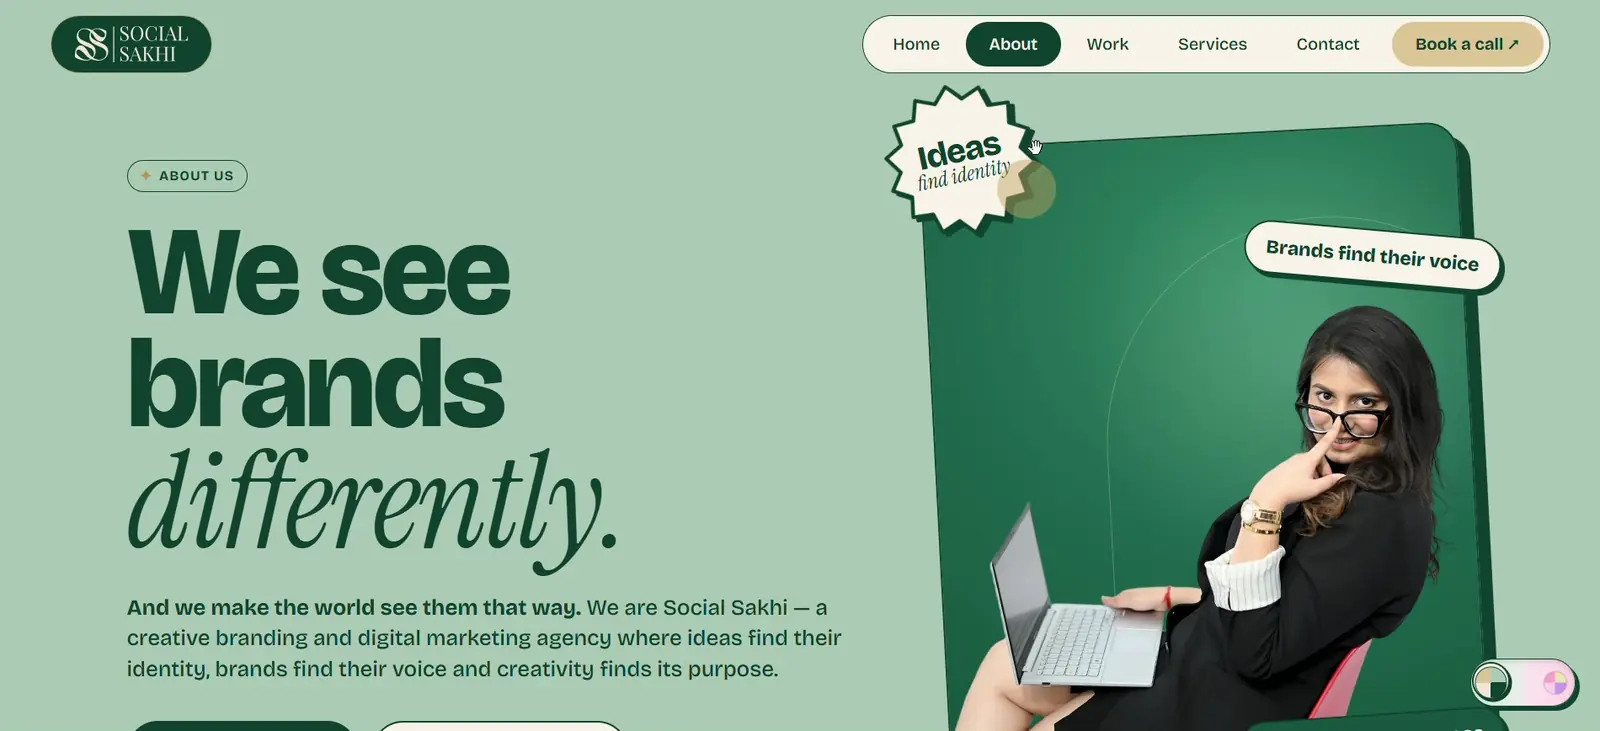 SOCIAL
SAKHI
Home
About
Work
Services
Contact
Book a call ↗
Ideas
find identity
Brands find their voice
✦ ABOUT US
We see
brands
differently.
And we make the world see them that way. We are Social Sakhi — a
creative branding and digital marketing agency where ideas find their
identity, brands find their voice and creativity finds its purpose.